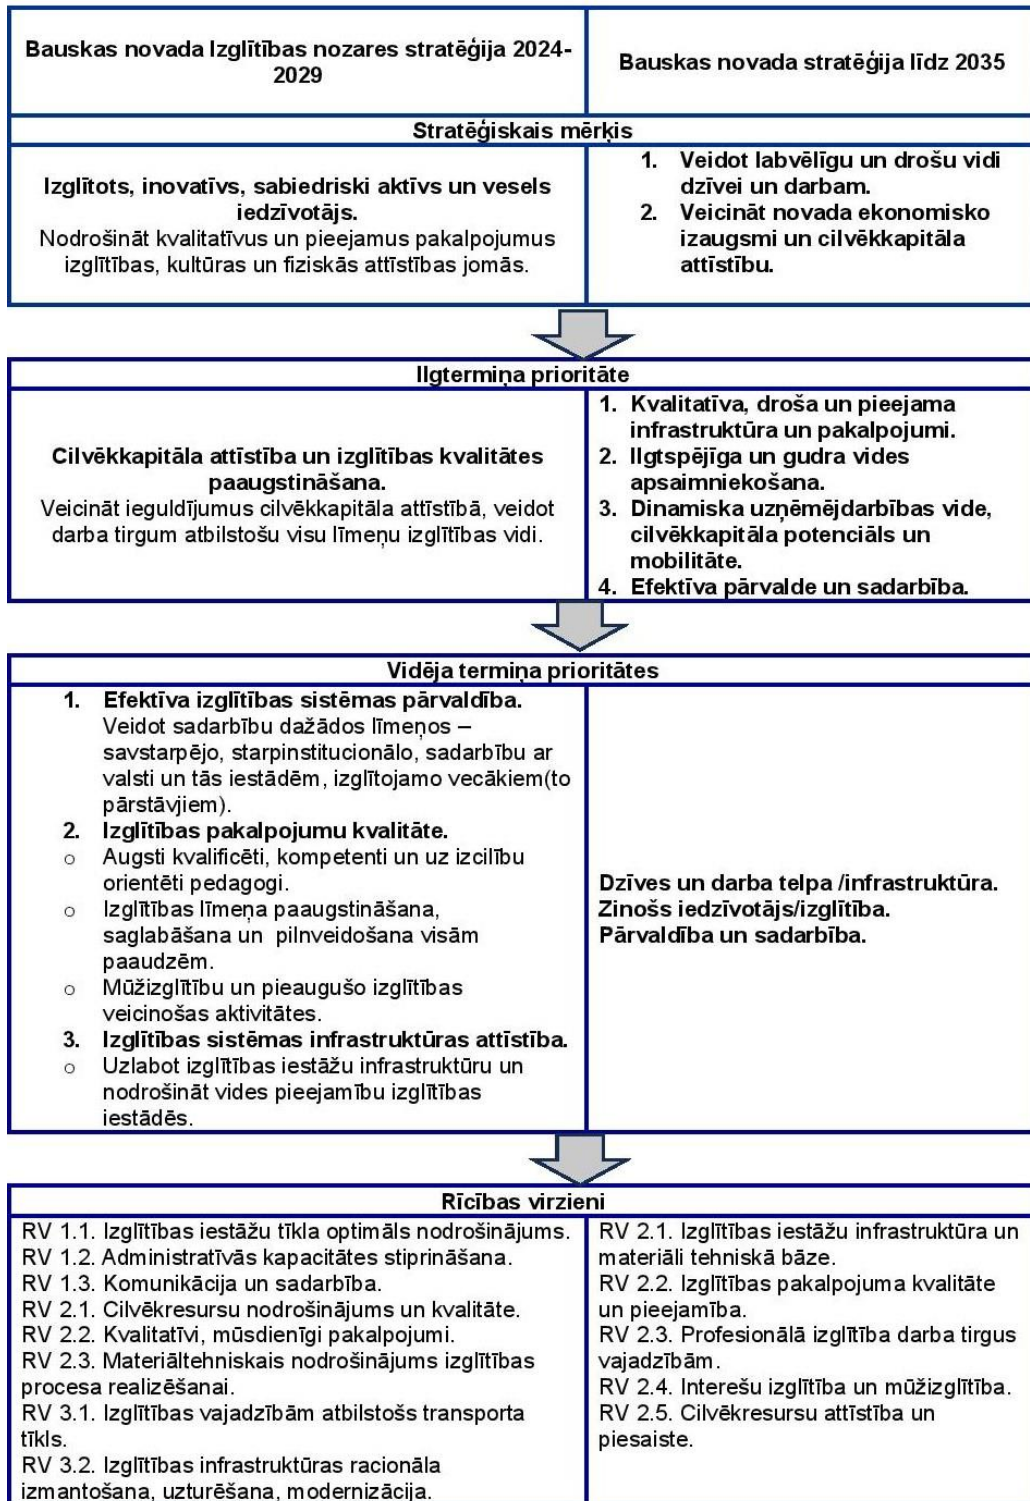 Bauskas novada Izglītības nozares stratēģija 2024-
2029
Bauskas novada stratēģija līdz 2035
Stratēģiskais mērķis
Izglītots, inovatīvs, sabiedriski aktīvs un vesels
iedzīvotājs.
Nodrošināt kvalitatīvus un pieejamus pakalpojumus
izglītības, kultūras un fiziskās attīstības jomās.
1. Veidot labvēlīgu un drošu vidi
dzīvei un darbam.
2. Veicināt novada ekonomisko
izaugsmi un cilvēkkapitāla
attīstību.
Ilgtermiņa prioritāte
Cilvēkkapitāla attīstība un izglītības kvalitātes
paaugstināšana.
Veicināt ieguldījumus cilvēkkapitāla attīstībā, veidot
darba tirgum atbilstošu visu līmeņu izglītības vidi.
1. Kvalitatīva, droša un pieejama
infrastruktūra un pakalpojumi.
2. Ilgtspējīga un gudra vides
apsaimniekošana.
3. Dinamiska uzņēmējdarbības vide,
cilvēkkapitāla potenciāls un
mobilitāte.
4. Efektīva pārvalde un sadarbība.
Vidēja termiņa prioritātes
1. Efektīva izglītības sistēmas pārvaldība.
Veidot sadarbību dažādos līmeņos –
savstarpējo, starpinstitucionālo, sadarbību ar
valsti un tās iestādēm, izglītojamo vecākiem(to
pārstāvjiem).
2. Izglītības pakalpojumu kvalitāte.
o Augsti kvalificēti, kompetenti un uz izcilību
orientēti pedagogi.
o Izglītības līmeņa paaugstināšana,
saglabāšana un pilnveidošana visām
paaudzēm.
o Mūžizglītību un pieaugušo izglītības
veicinošas aktivitātes.
3. Izglītības sistēmas infrastruktūras attīstība.
o Uzlabot izglītības iestāžu infrastruktūru un
nodrošināt vides pieejamību izglītības
iestādēs.
Dzīves un darba telpa /infrastruktūra.
Zinošs iedzīvotājs/izglītība.
Pārvaldība un sadarbība.
Rīcības virzieni
RV 1.1. Izglītības iestāžu tīkla optimāls nodrošinājums.
RV 1.2. Administratīvās kapacitātes stiprināšana.
RV 1.3. Komunikācija un sadarbība.
RV 2.1. Cilvēkresursu nodrošinājums un kvalitāte.
RV 2.2. Kvalitatīvi, mūsdienīgi pakalpojumi.
RV 2.3. Materiāltehniskais nodrošinājums izglītības
procesa realizēšanai.
RV 3.1. Izglītības vajadzībām atbilstošs transporta
tīkls.
RV 3.2. Izglītības infrastruktūras racionāla
izmantošana, uzturēšana, modernizācija.
RV 2.1. Izglītības iestāžu infrastruktūra un
materiāli tehniskā bāze.
RV 2.2. Izglītības pakalpojuma kvalitāte
un pieejamība.
RV 2.3. Profesionālā izglītība darba tirgus
vajadzībām.
RV 2.4. Interešu izglītība un mūžizglītība.
RV 2.5. Cilvēkresursu attīstība un
piesaiste.